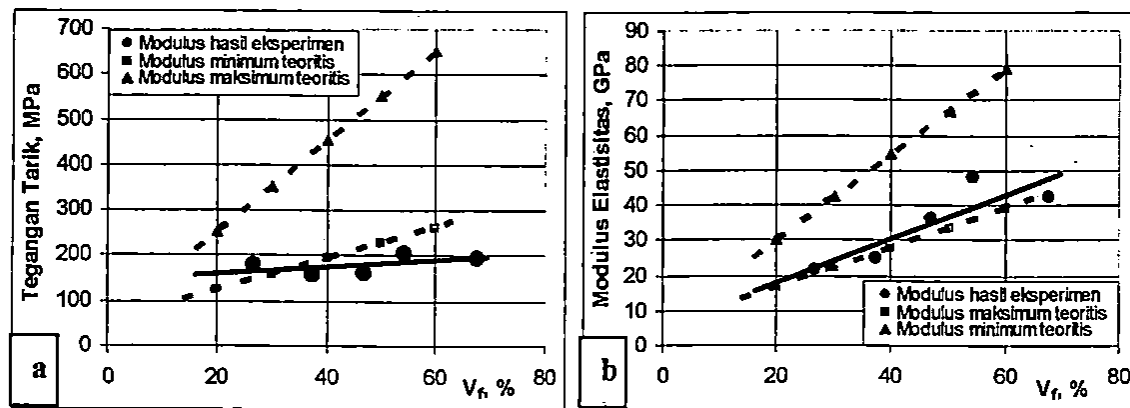 Tegangan Tarik, MPa
700
600
500
400
300
200
100
0
Modulus hasil eksperimen
Modulus minimum teoritis
Modulus maksimum teoritis
0 20 40 60 80
Vf, %
a
Modulus Elastisitas, GPa
90
80
70
60
50
40
30
20
10
0
Modulus hasil eksperimen
Modulus maksimum teoritis
Modulus minimum teoritis
20 40 60 80
Vf, %
b